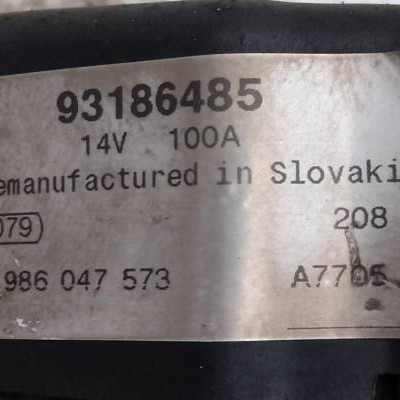 93186485
14V 100A
emanufactured in Slovaki
079 208
986 047 573 A7705